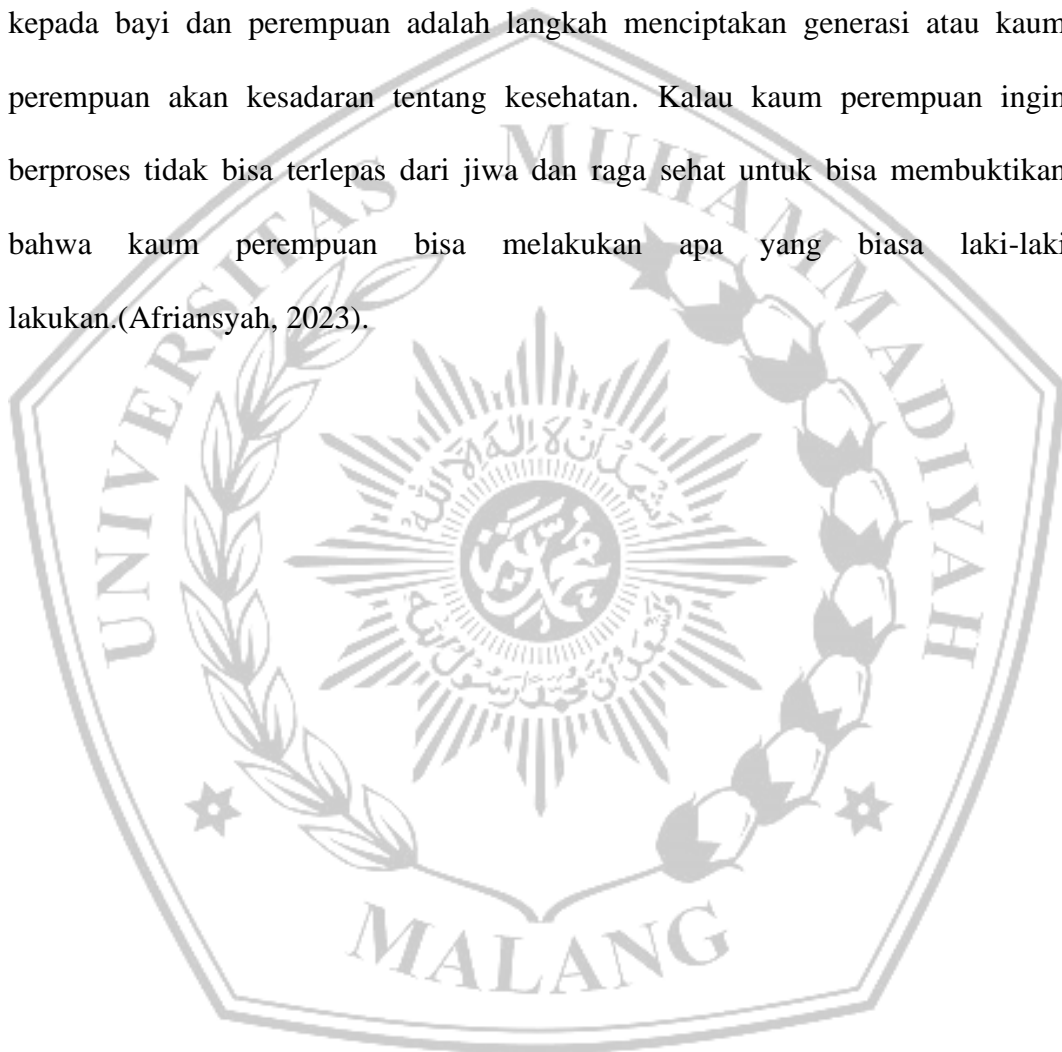 kepada bayi dan perempuan adalah langkah menciptakan generasi atau kaum
perempuan akan kesadaran tentang kesehatan. Kalau kaum perempuan ingin
berproses tidak bisa terlepas dari jiwa dan raga sehat untuk bisa membuktikan
bahwa kaum perempuan bisa melakukan apa yang biasa laki-laki
lakukan.(Afriansyah, 2023).
UNIVERSITAS MUHAMMADIYAH
MALANG